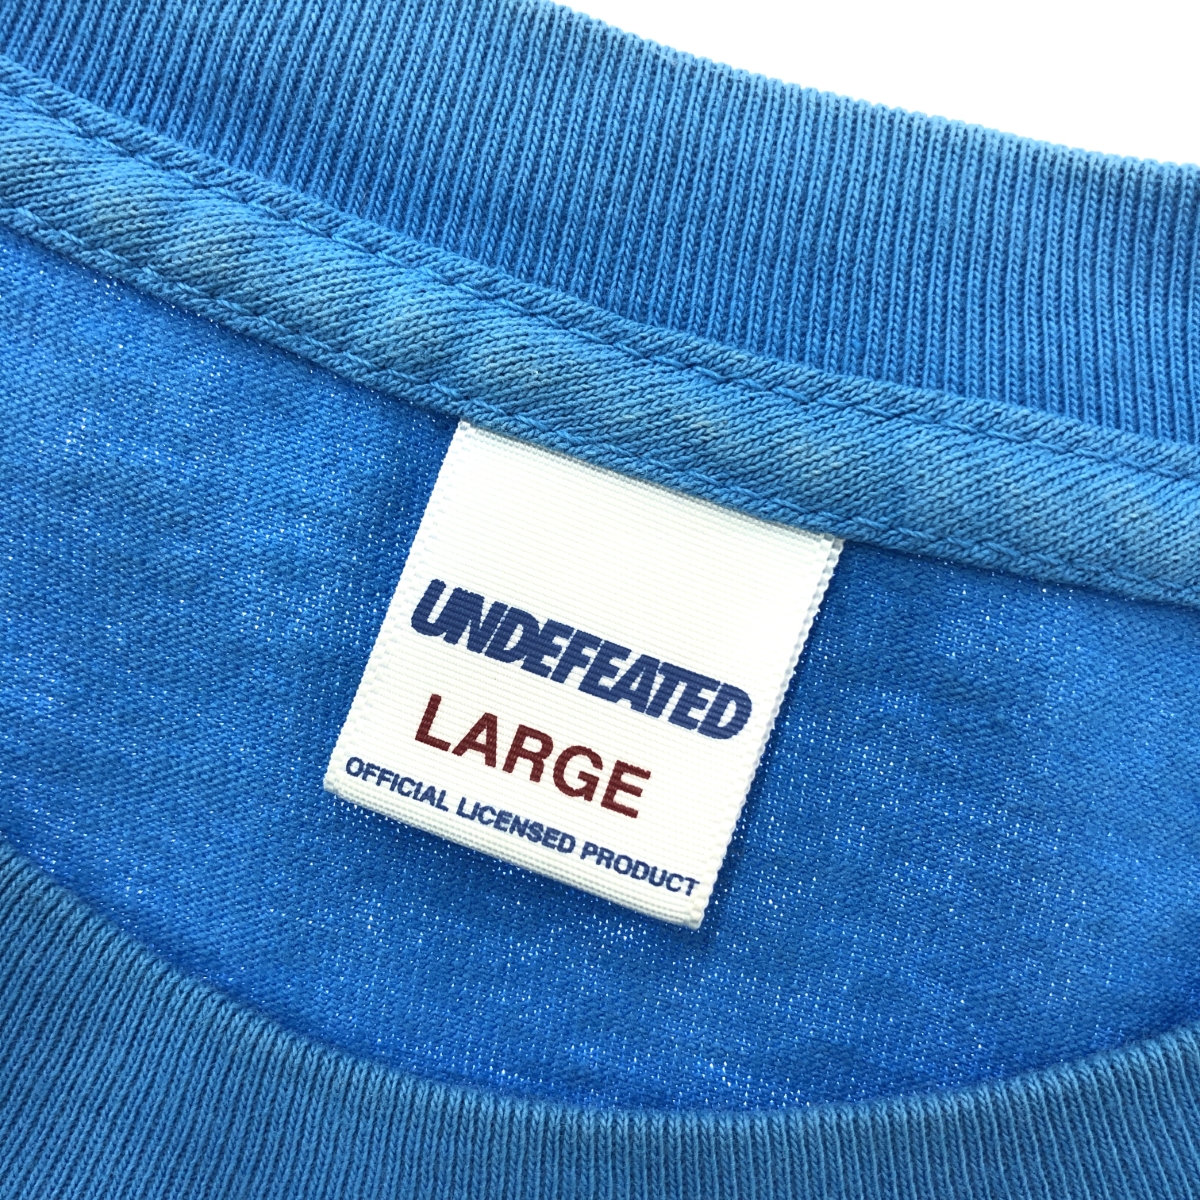 UNDEFEATED
LARGE
OFFICIAL LICENSED PRODUCT